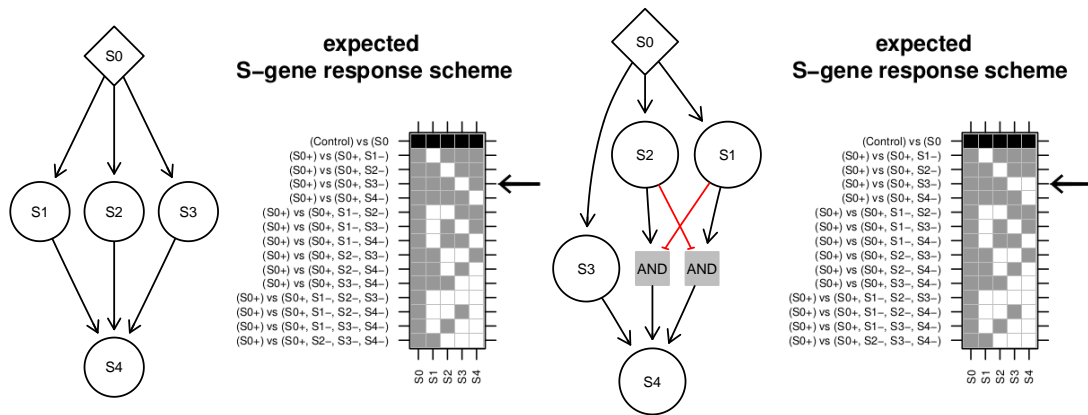 S0
S1
S2
S3
S4
expected
S−gene response scheme
(Control) vs (S0
(S0+) vs (S0+, S1−)
(S0+) vs (S0+, S2−)
(S0+) vs (S0+, S3−)
(S0+) vs (S0+, S4−)
(S0+) vs (S0+, S1−, S2−)
(S0+) vs (S0+, S1−, S3−)
(S0+) vs (S0+, S1−, S4−)
(S0+) vs (S0+, S2−, S3−)
(S0+) vs (S0+, S2−, S4−)
(S0+) vs (S0+, S3−, S4−)
(S0+) vs (S0+, S1−, S2−, S3−)
(S0+) vs (S0+, S1−, S2−, S4−)
(S0+) vs (S0+, S1−, S3−, S4−)
(S0+) vs (S0+, S2−, S3−, S4−)
S0
S1
S2
S3
S4
S0
S2
S1
S3
AND
AND
S4
expected
S−gene response scheme
(Control) vs (S0
(S0+) vs (S0+, S1−)
(S0+) vs (S0+, S2−)
(S0+) vs (S0+, S3−)
(S0+) vs (S0+, S4−)
(S0+) vs (S0+, S1−, S2−)
(S0+) vs (S0+, S1−, S3−)
(S0+) vs (S0+, S1−, S4−)
(S0+) vs (S0+, S2−, S3−)
(S0+) vs (S0+, S2−, S4−)
(S0+) vs (S0+, S3−, S4−)
(S0+) vs (S0+, S1−, S2−, S3−)
(S0+) vs (S0+, S1−, S2−, S4−)
(S0+) vs (S0+, S1−, S3−, S4−)
(S0+) vs (S0+, S2−, S3−, S4−)
S0
S1
S2
S3
S4